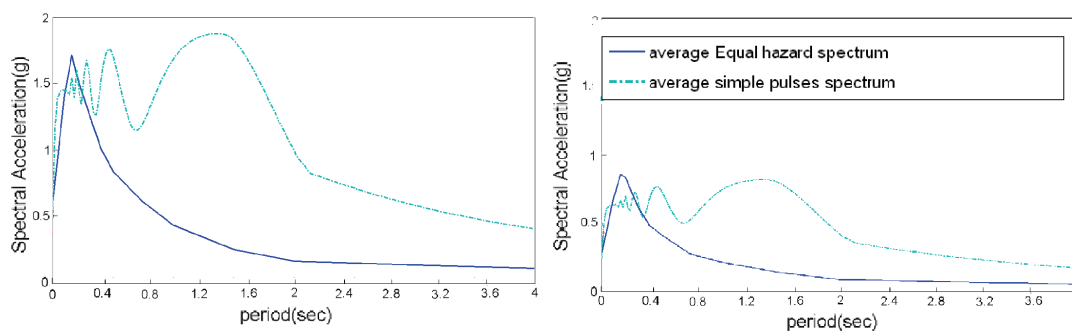 Spectral Acceleration(g)
2
1.5
1
0.5
0
0 0.4 0.8 1.2 1.6 2 2.4 2.8 3.2 3.6 4
period(sec)
Spectral Acceleration(g)
2
average Equal hazard spectrum
average simple pulses spectrum
1
0.5
0
0 0.4 0.8 1.2 1.6 2 2.4 2.8 3.2 3.6
period(sec)